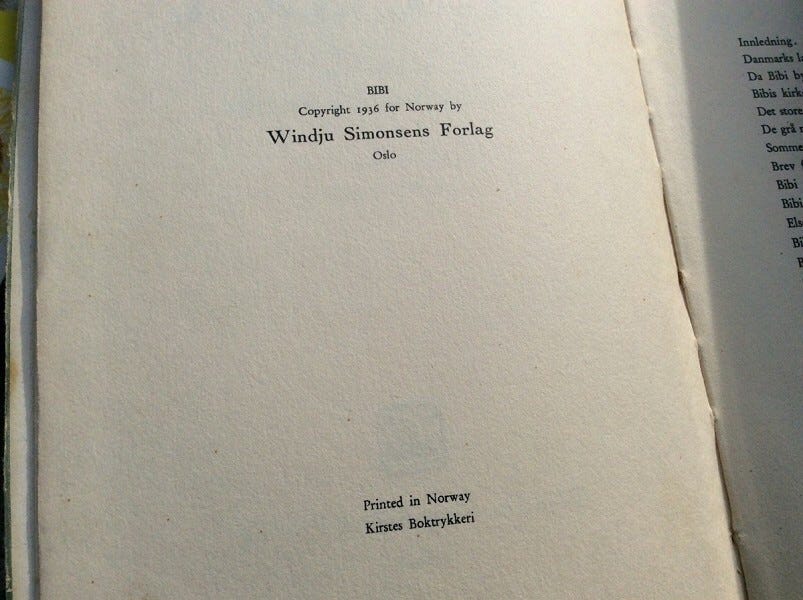 BIBI
Copyright 1936 for Norway by
Windju Simonsens Forlag
Oslo
Printed in Norway
Kirstes Boktrykkeri
Innledning.
Danmarks
Da Bibi
Bibis
Det store
De grå
Brev
Bibi
Bibi